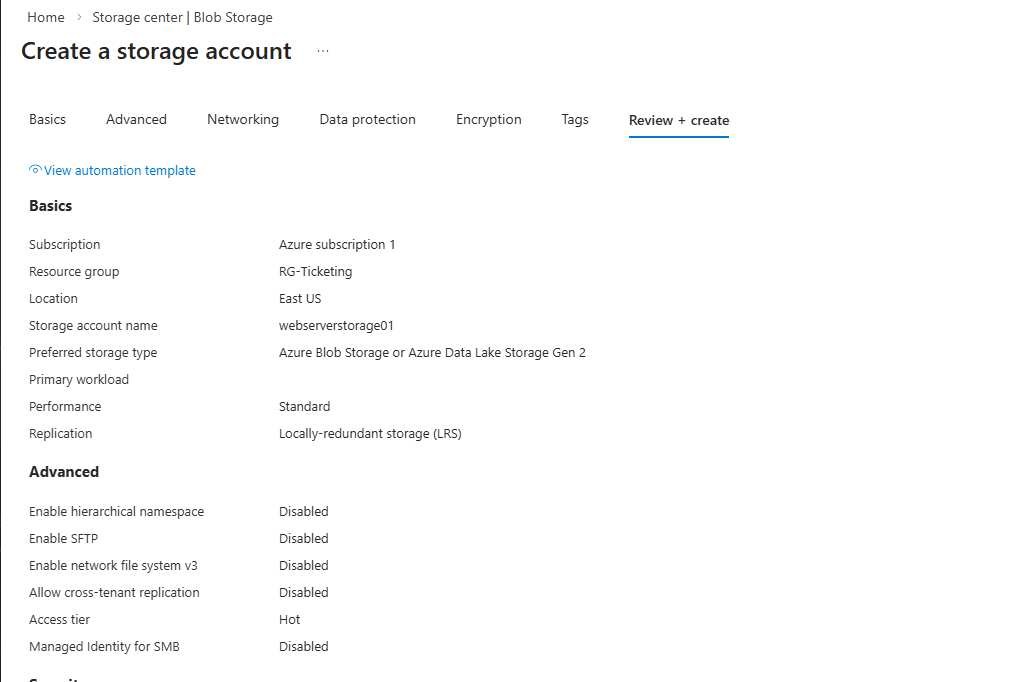 Home > Storage center | Blob Storage
Create a storage account ...
Basics Advanced Networking Data protection Encryption Tags Review + create
View automation template
Basics
Subscription Azure subscription 1
Resource group RG-Ticketing
Location East US
Storage account name webserverstorage01
Preferred storage type Azure Blob Storage or Azure Data Lake Storage Gen 2
Primary workload
Performance Standard
Replication Locally-redundant storage (LRS)
Advanced
Enable hierarchical namespace Disabled
Enable SFTP Disabled
Enable network file system v3 Disabled
Allow cross-tenant replication Disabled
Access tier Hot
Managed Identity for SMB Disabled